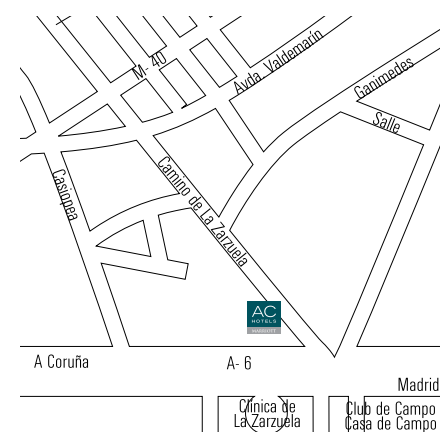 M- 40
Avda. Valdemarín
Ganimedes
Salle
Casiopea
Camino de La Zarzuela
AC
HOTELS
MARRIOTT
A Coruña
A- 6
Madrid
Clínica de
La Zarzuela
Club de Campo
Casa de Campo